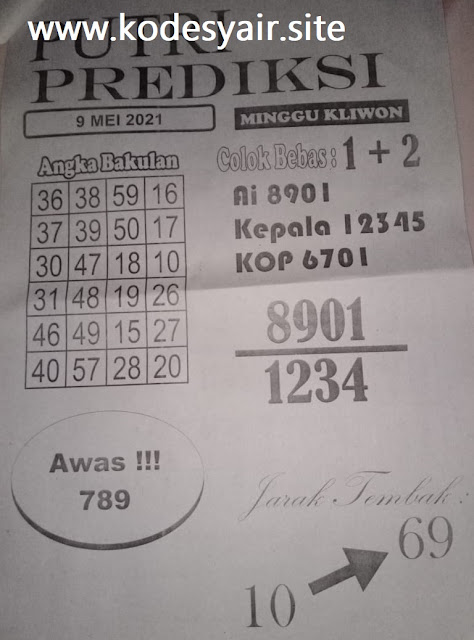 www.kodesyair.site
PUTRI
PREDIKSI
9 MEI 2021
MINGGU KLIWON
Angka Bakulan
36 38 59 16
37 39 50 17
30 47 18 10
31 48 19 26
46 49 15 27
40 57 28 20
Colok Bebas : 1 + 2
Ai 8901
Kepala 12345
KOP 6701
8901
1234
Awas !!!
789
Jarak Tembak :
10
69